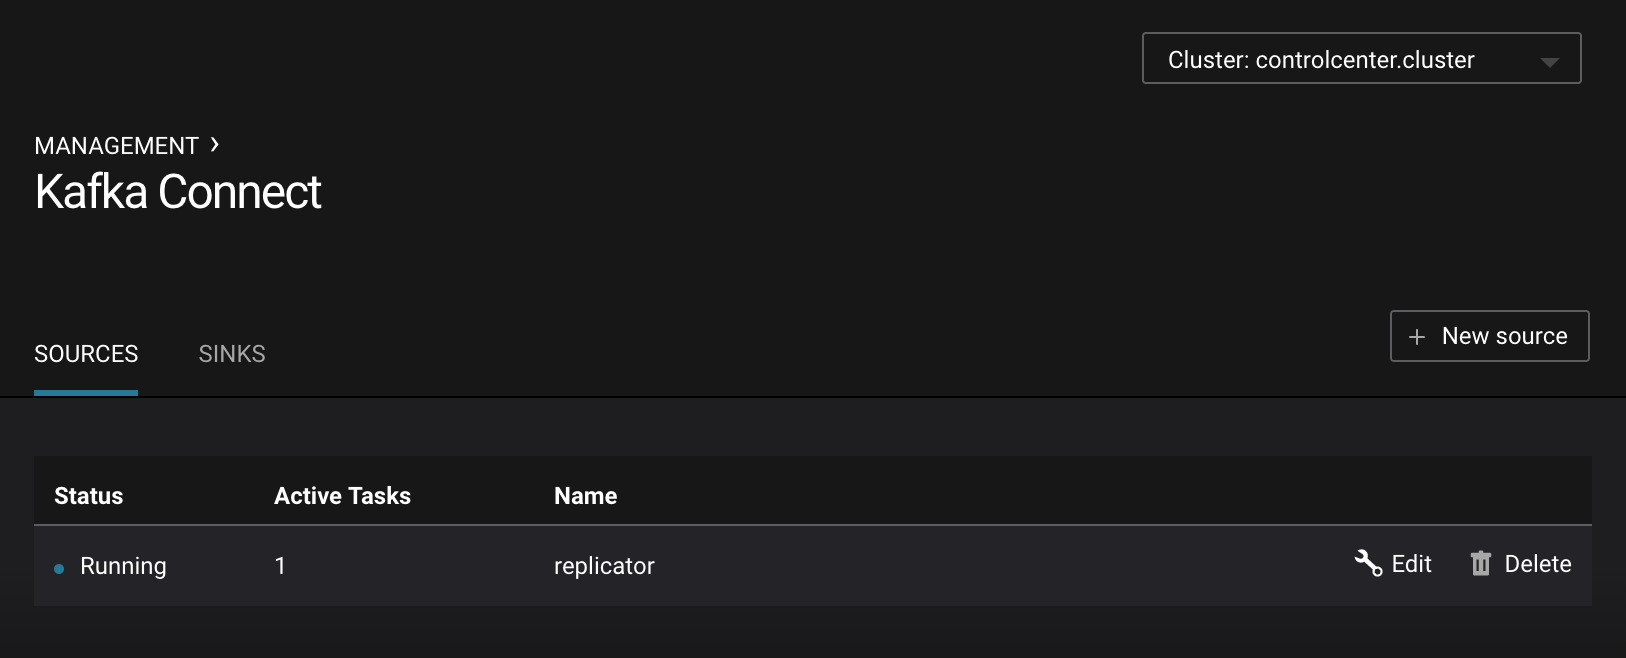 Cluster: controlcenter.cluster
MANAGEMENT ›
Kafka Connect
SOURCES SINKS
+ New source
Status Active Tasks Name
Running 1 replicator Edit Delete